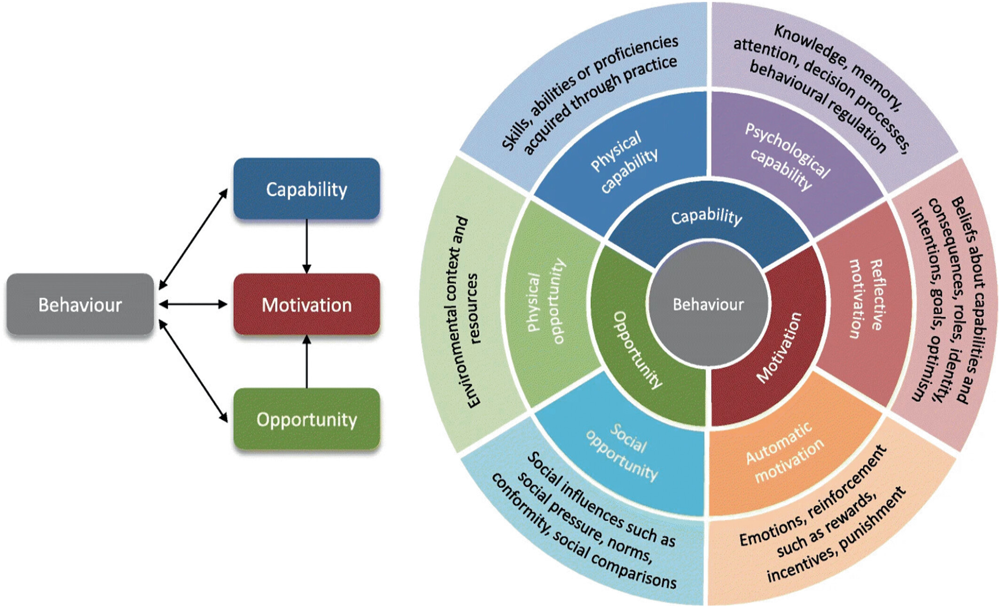 Capability
Behaviour
Motivation
Opportunity
Skills, abilities or proficiencies
acquired through practice
Knowledge, memory,
attention, decision processes,
behavioural regulation
Physical
capability
Psychological
capability
Capability
Environmental context and
resources
Physical
opportunity
Opportunity
Behaviour
Motivation
Reflective
motivation
Beliefs about capabilities and
consequences, roles, identity,
intentions, goals, optimism
Social
opportunity
Automatic
motivation
Social influences such as
social pressure, norms,
conformity, social comparisons
Emotions, reinforcement
such as rewards,
incentives, punishment